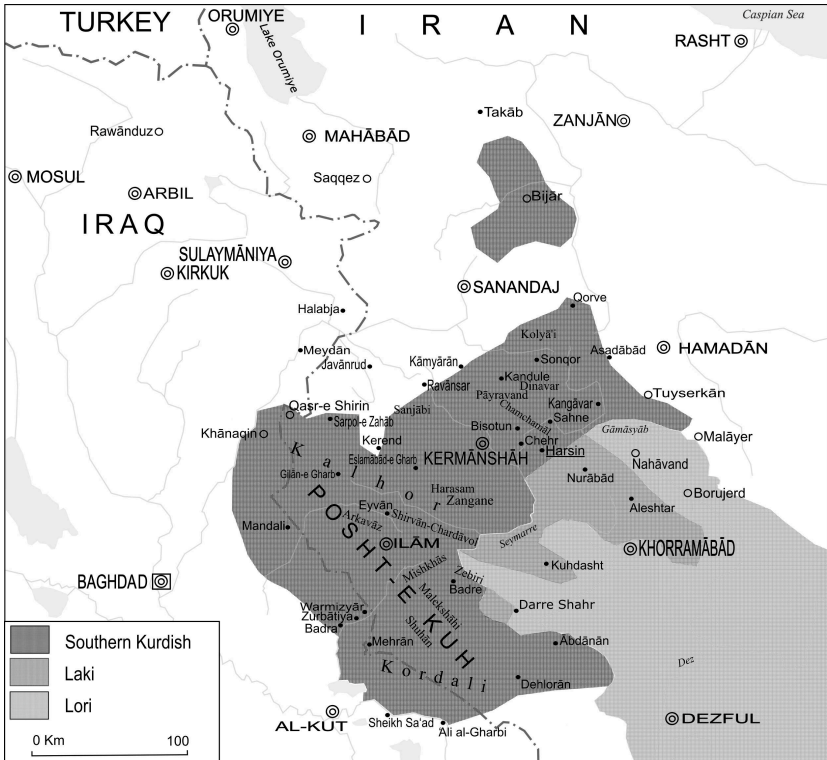 TURKEY
ORUMIYE
I R A N
Caspian Sea
RASHT
Lake Orumiye
Takāb
ZANJĀN
Rawānduz
MAHĀBĀD
Saqqez
MOSUL
ARBIL
Bijār
IRAQ
SULAYMĀNIYA
KIRKUK
SANANDAJ
Qorve
Halabja
Kolyā'i
Meydān
Javānrud
Kāmyārān
Sonqor
Asadābād
HAMADĀN
Ravānsar
Kandule
Dinavar
Pāyravand
Tuyserkān
Qasr-e Shirin
Sanjābi
Chamchamāl
Kangāvar
Sarpol-e Zahāb
Sahne
Khānaqin
Bisotun
Gāmāsyāb
Malāyer
Kerend
KERMĀNSHĀH
Chehr
Harsin
Eslamābād-e Gharb
Nahāvand
Kalhor
Gilān-e Gharb
Nurābād
Harasam
Zangane
Aleshtar
Borujerd
POSHT-E KUH
Eyvān
Arkavāz
Shirvān-Chardāvol
Mandali
Seymarre
ILĀM
KHORRAMĀBĀD
Mishkhās
Kuhdasht
BAGHDAD
Zebiri
Badre
Malekshāhi
Warmizyār
Zurbātiya
Darre Shahr
Badra
Shuhān
Mehrān
Ābdānān
Southern Kurdish
Kordali
Dez
Laki
Dehlorān
Lori
AL-KUT
Sheikh Sa'ad
Ali al-Gharbi
DEZFUL
0 Km 100